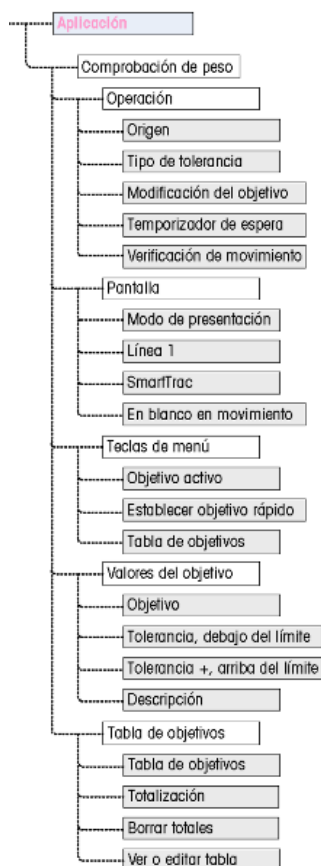 Aplicación
Comprobación de peso
Operación
Origen
Tipo de tolerancia
Modificación del objetivo
Temporizador de espera
Verificación de movimiento
Pantalla
Modo de presentación
Línea 1
SmartTrac
En blanco en movimiento
Teclas de menú
Objetivo activo
Establecer objetivo rápido
Tabla de objetivos
Valores del objetivo
Objetivo
Tolerancia, debajo del límite
Tolerancia +, arriba del límite
Descripción
Tabla de objetivos
Tabla de objetivos
Totalización
Borrar totales
Ver o editar tabla